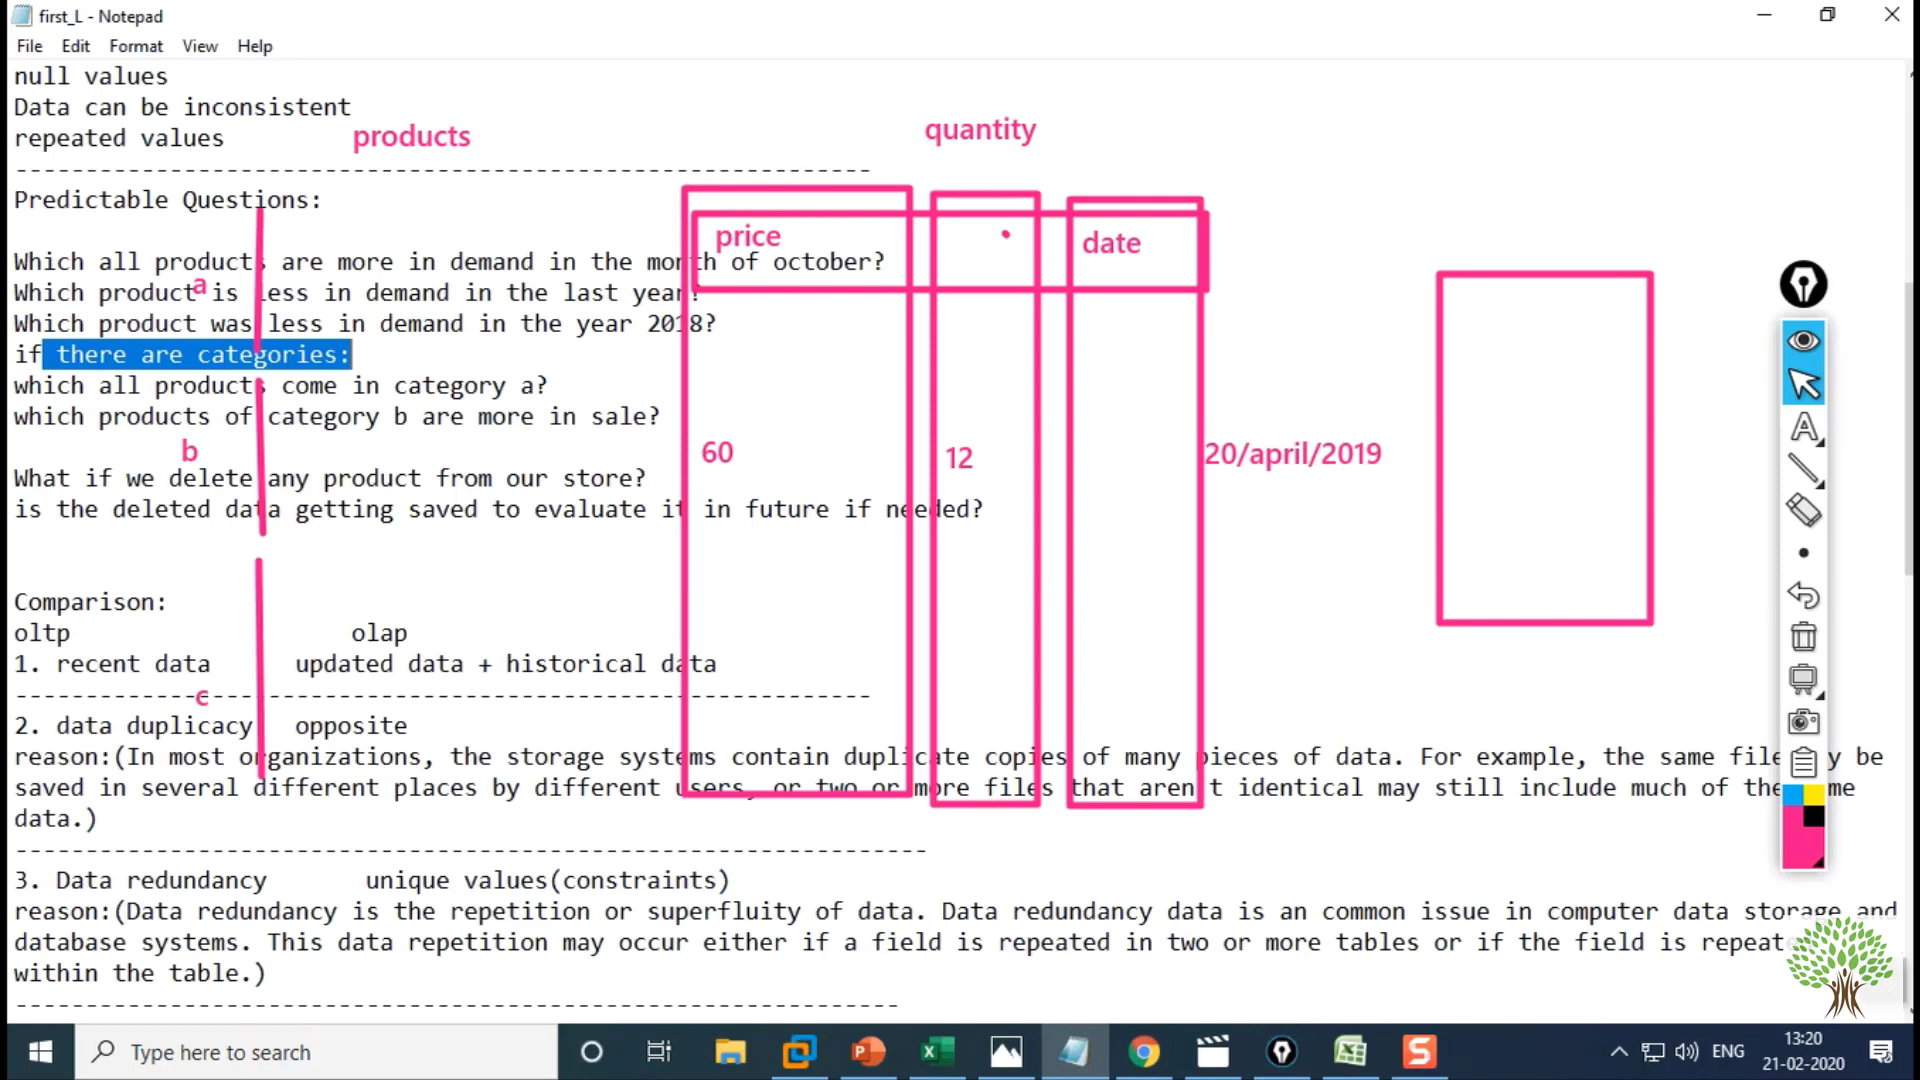 first_L - Notepad
File Edit Format View Help
null values
Data can be inconsistent
repeated values
products
quantity
-------------------------------------------------------------
Predictable Questions:
price
date
Which all products are more in demand in the month of october?
a
Which product is less in demand in the last year?
Which product was less in demand in the year 2018?
if there are categories:
which all products come in category a?
which products of category b are more in sale?
b
60
12
20/april/2019
What if we delete any product from our store?
is the deleted data getting saved to evaluate it in future if needed?
Comparison:
oltp olap
1. recent data updated data + historical data
-------------------------------------------------------------
c
2. data duplicacy opposite
reason:(In most organizations, the storage systems contain duplicate copies of many pieces of data. For example, the same file be
saved in several different places by different users, or two or more files that aren't identical may still include much of the
data.)
-----------------------------------------------------------------
3. Data redundancy unique values(constraints)
reason:(Data redundancy is the repetition or superfluity of data. Data redundancy data is an common issue in computer data storage and
database systems. This data repetition may occur either if a field is repeated in two or more tables or if the field is
within the table.)
---------------------------------------------------------------
Type here to search
ENG
13:20
21-02-2020